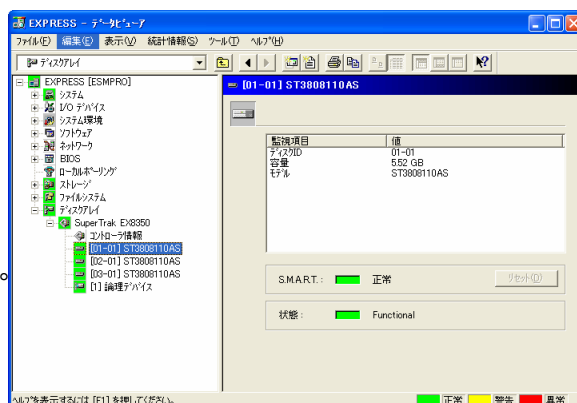 EXPRESS - ﾃﾞｰﾀﾋﾞｭｰｱ
ﾌｧｲﾙ(F) 編集(E) 表示(V) 統計情報(S) ﾂｰﾙ(T) ﾍﾙﾌﾟ(H)
ﾃﾞｨｽｸｱﾚｲ
EXPRESS [ESMPRO]
ｼｽﾃﾑ
I/O ﾃﾞﾊﾞｲｽ
ｼｽﾃﾑ環境
ｿﾌﾄｳｪｱ
ﾈｯﾄﾜｰｸ
BIOS
ﾛｰｶﾙﾎﾟｰﾘﾝｸﾞ
ｽﾄﾚｰｼﾞ
ﾌｧｲﾙｼｽﾃﾑ
ﾃﾞｨｽｸｱﾚｲ
SuperTrak EX8350
ｺﾝﾄﾛｰﾗ情報
[01-01] ST3808110AS
[02-01] ST3808110AS
[03-01] ST3808110AS
[1] 論理ﾃﾞﾊﾞｲｽ
[01-01] ST3808110AS
監視項目 値
ﾃﾞｨｽｸID 01-01
容量 5.52 GB
ﾓﾃﾞﾙ ST3808110AS
S.M.A.R.T. : 正常 ﾘｾｯﾄ(D)
状態 : Functional
ﾍﾙﾌﾟを表示するには [F1] を押してください。 正常 警告 異常